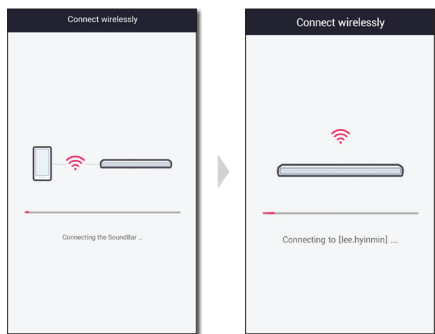 Connect wirelessly
Connecting the SoundBar ...
Connect wirelessly
Connecting to [lee.hyinmin] ...